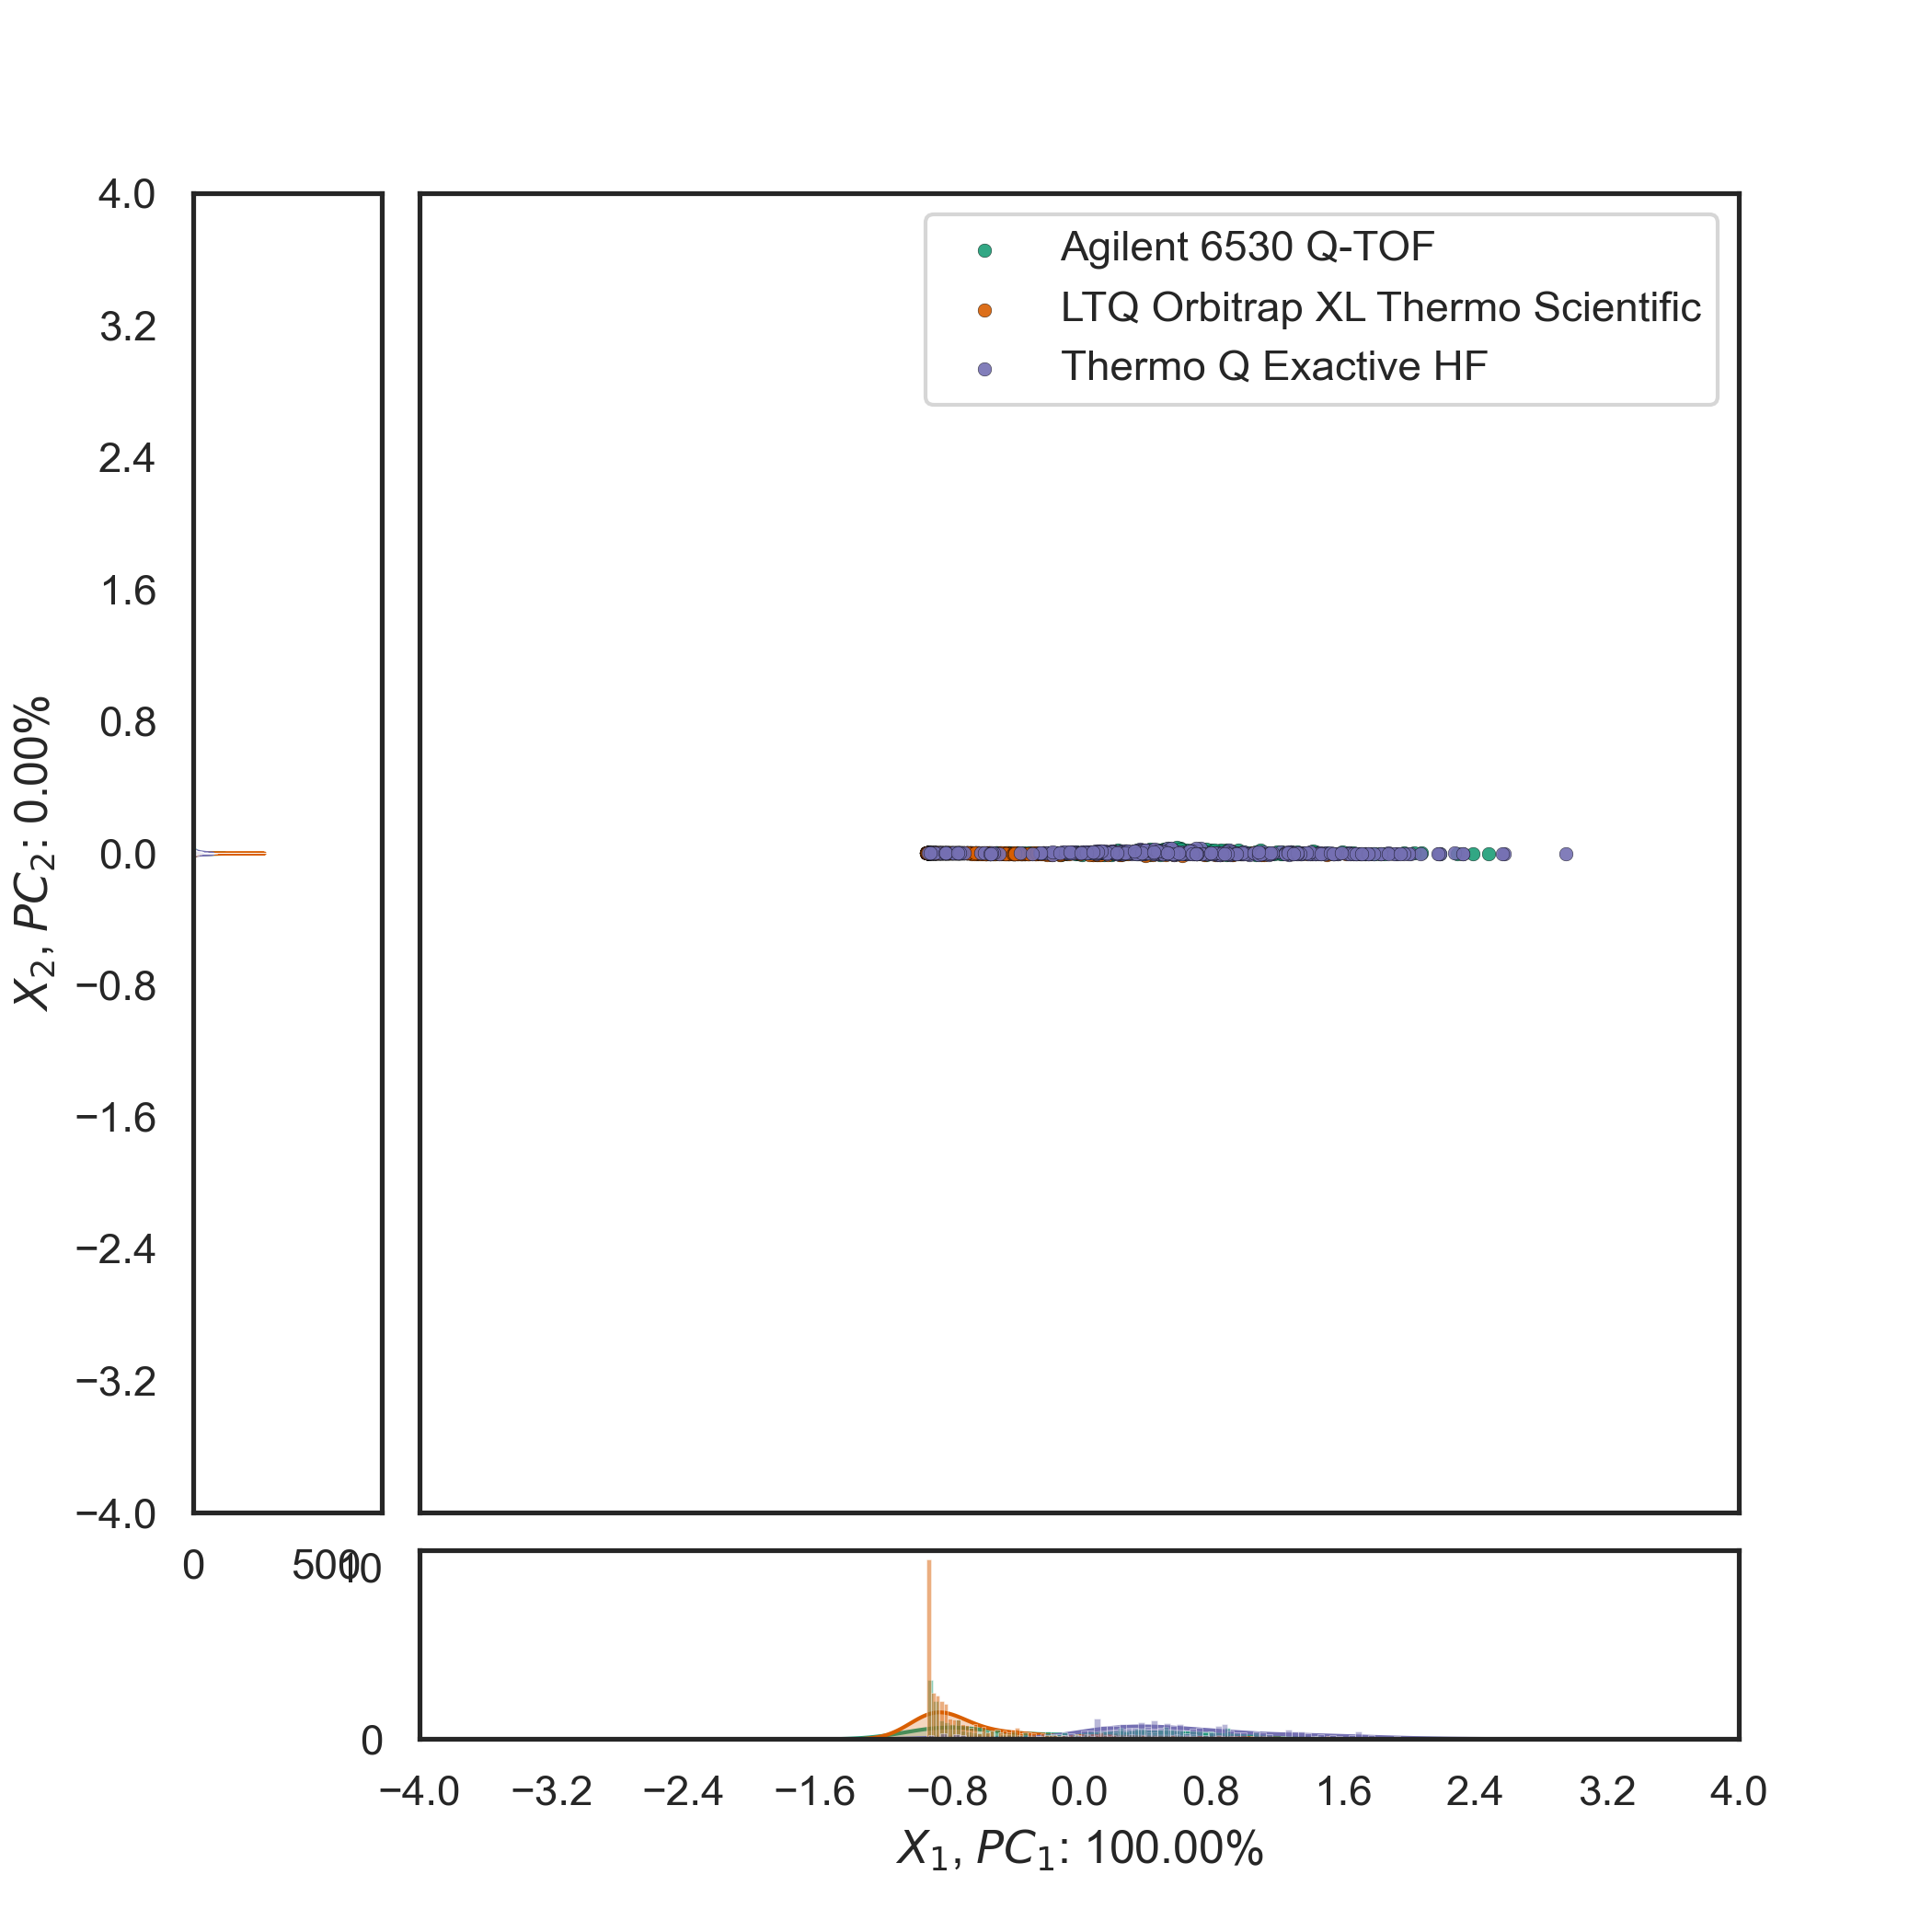 4.0
3.2
2.4
1.6
0.8
0.0
−0.8
−1.6
−2.4
−3.2
−4.0
X2, PC2: 0.00%
Agilent 6530 Q-TOF
LTQ Orbitrap XL Thermo Scientific
Thermo Q Exactive HF
0 500
10
0
−4.0 −3.2 −2.4 −1.6 −0.8 0.0 0.8 1.6 2.4 3.2 4.0
X1, PC1: 100.00%